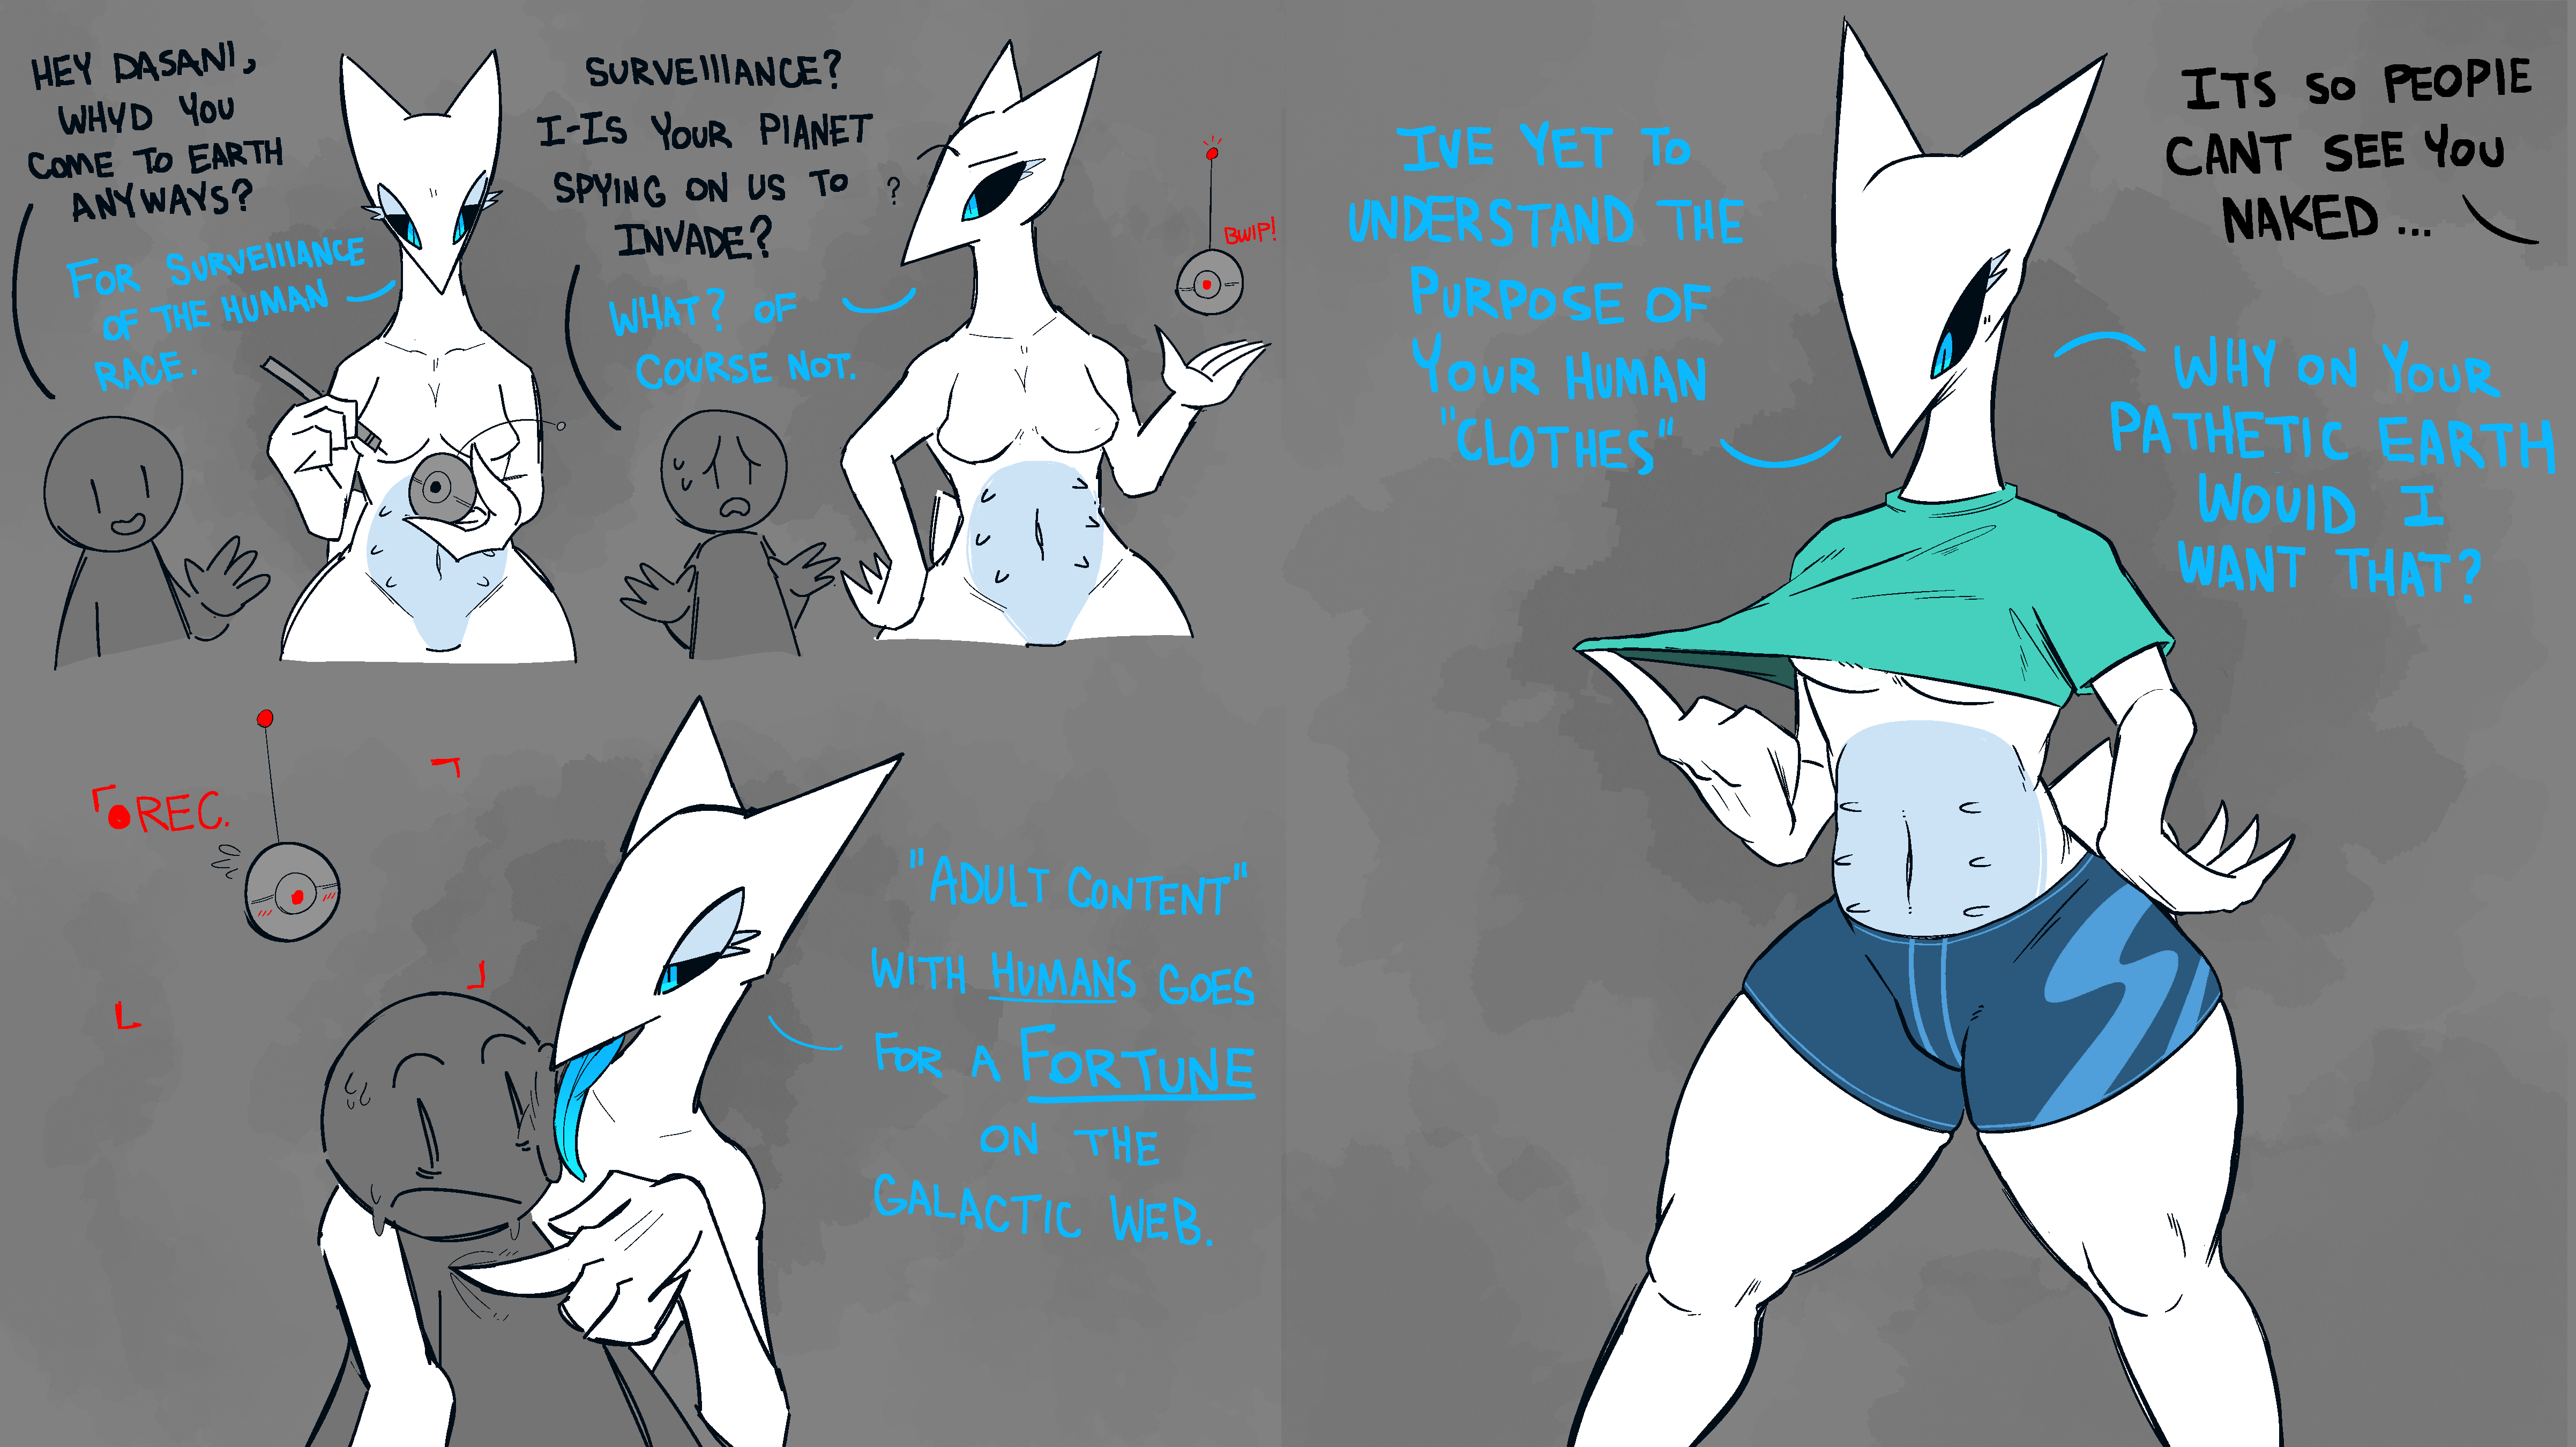 HEY DASANI,
WHYD YOU
COME TO EARTH
ANYWAYS?
FOR SURVEIllANCE
OF THE HUMAN
RACE.
SURVEIllANCE?
I-IS YOUR PlANET
SPYING ON US TO
INVADE?
?
WHAT? OF
COURSE NOT.
BWIP!
REC.
"ADULT CONTENT"
WITH HUMANS GOES
FOR A FORTUNE
ON THE
GALACTIC WEB.
IVE YET TO
UNDERSTAND THE
PURPOSE OF
YOUR HUMAN
"CLOTHES"
ITS SO PEOPlE
CANT SEE YOU
NAKED...
WHY ON YOUR
PATHETIC EARTH
WOUlD I
WANT THAT?